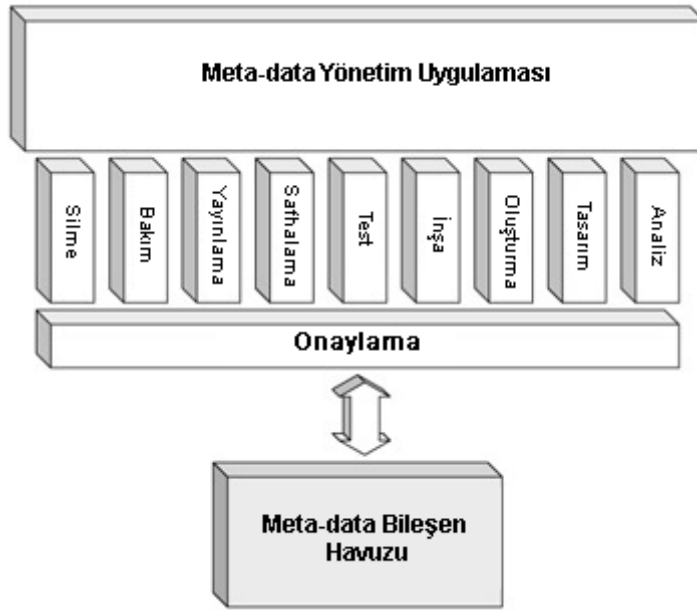 Meta-data Yönetim Uygulaması
Silme
Bakım
Yayınlama
Safhalama
Test
İnşa
Oluşturma
Tasarım
Analiz
Onaylama
Meta-data Bileşen
Havuzu